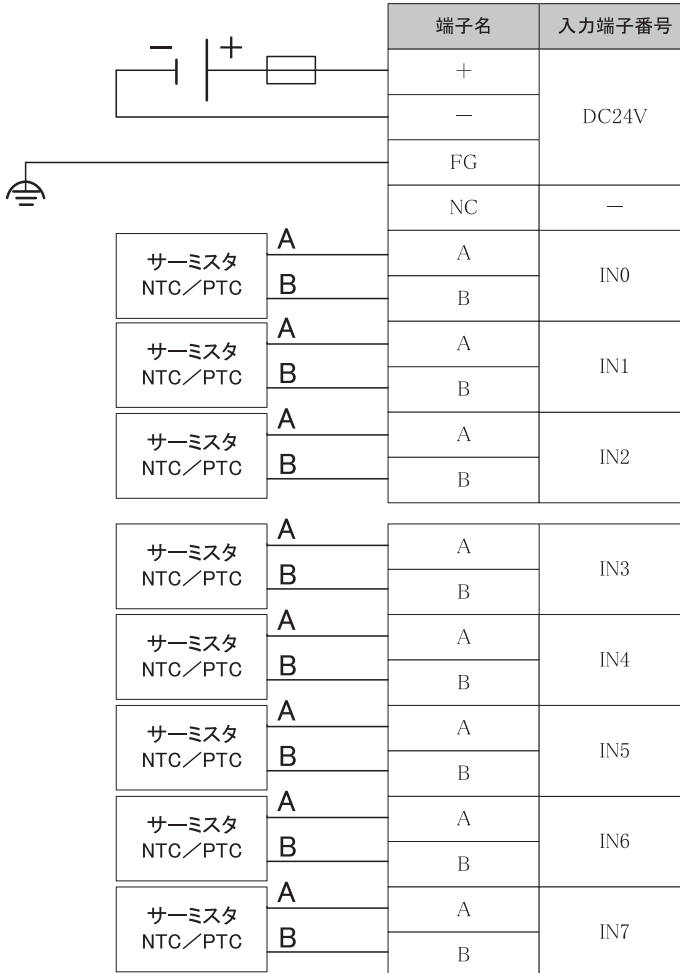 端子名 入力端子番号
− +
+
− DC24V
FG
NC −
サーミスタ
NTC／PTC
A A
B B
IN0
サーミスタ
NTC／PTC
A A
B B
IN1
サーミスタ
NTC／PTC
A A
B B
IN2
サーミスタ
NTC／PTC
A A
B B
IN3
サーミスタ
NTC／PTC
A A
B B
IN4
サーミスタ
NTC／PTC
A A
B B
IN5
サーミスタ
NTC／PTC
A A
B B
IN6
サーミスタ
NTC／PTC
A A
B B
IN7